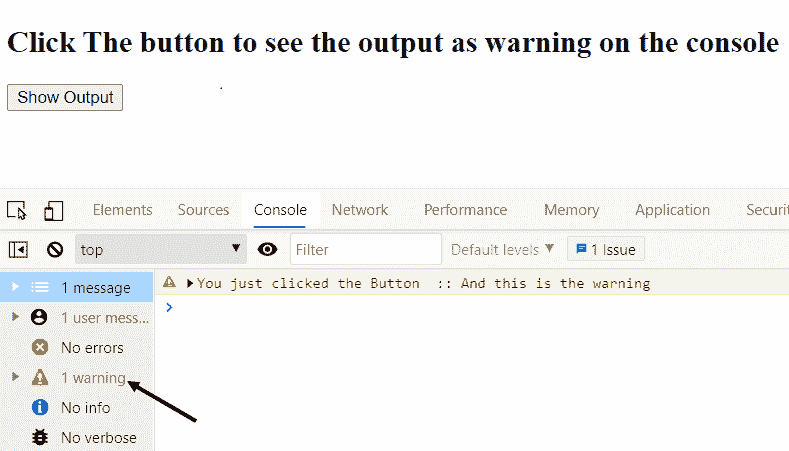 Click The button to see the output as warning on the console
Show Output
Elements Sources Console Network Performance Memory Application Securi
top Filter Default levels 1 Issue
1 message
You just clicked the Button :: And this is the warning
1 user mess...
No errors
1 warning
No info
No verbose